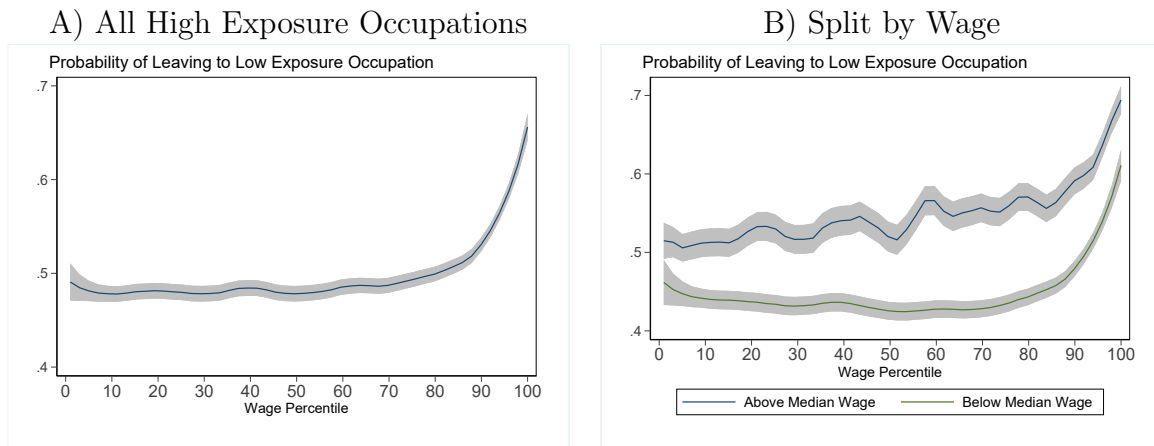 A) All High Exposure Occupations
Probability of Leaving to Low Exposure Occupation
.7
.6
.5
.4
0 10 20 30 40 50 60 70 80 90 100
Wage Percentile
B) Split by Wage
Probability of Leaving to Low Exposure Occupation
.7
.6
.5
.4
0 10 20 30 40 50 60 70 80 90 100
Wage Percentile
Above Median Wage Below Median Wage